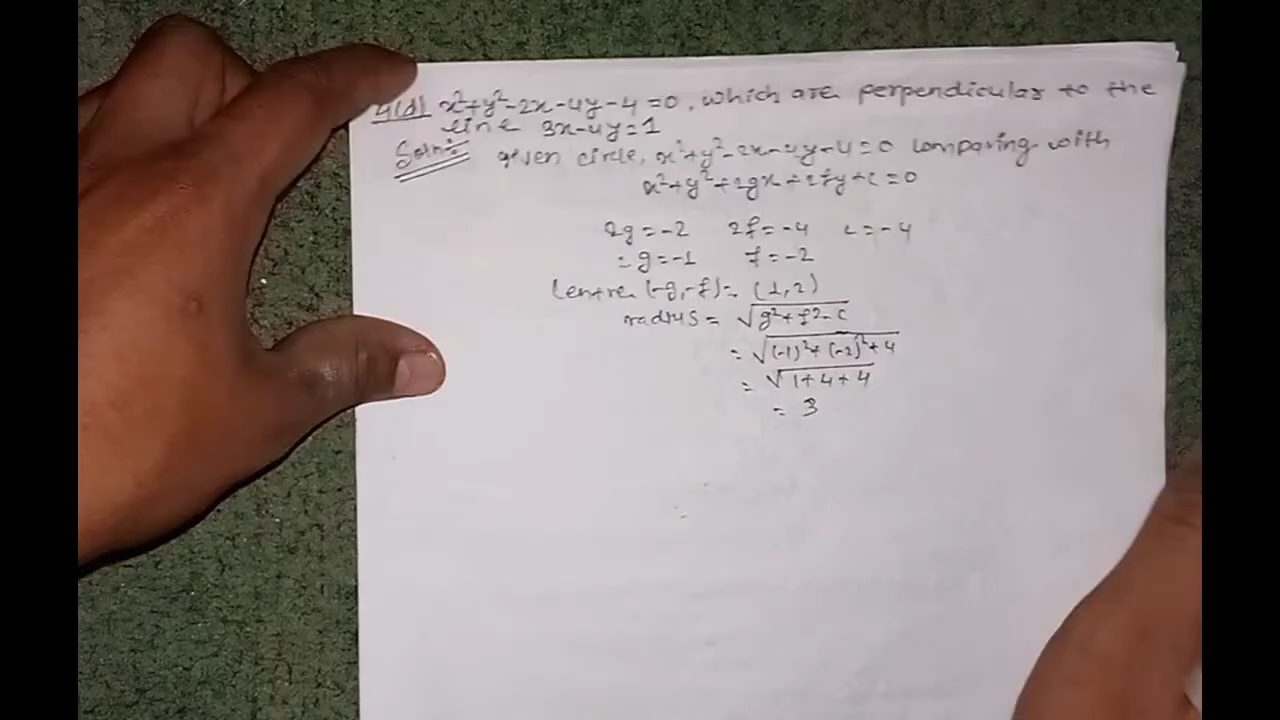 4(d) x²+y²-2x-4y-4=0, which are perpendicular to the
line 3x-4y=1
Soln:- given circle, x²+y²-2x-4y-4=0 comparing with
x²+y²+2gx+2fy+c=0
2g=-2 2f=-4 c=-4
= g=-1 f=-2
Centre (-g,-f)= (1,2)
radius = √g²+f²-c
= √(-1)²+(-2)²+4
= √1+4+4
= 3